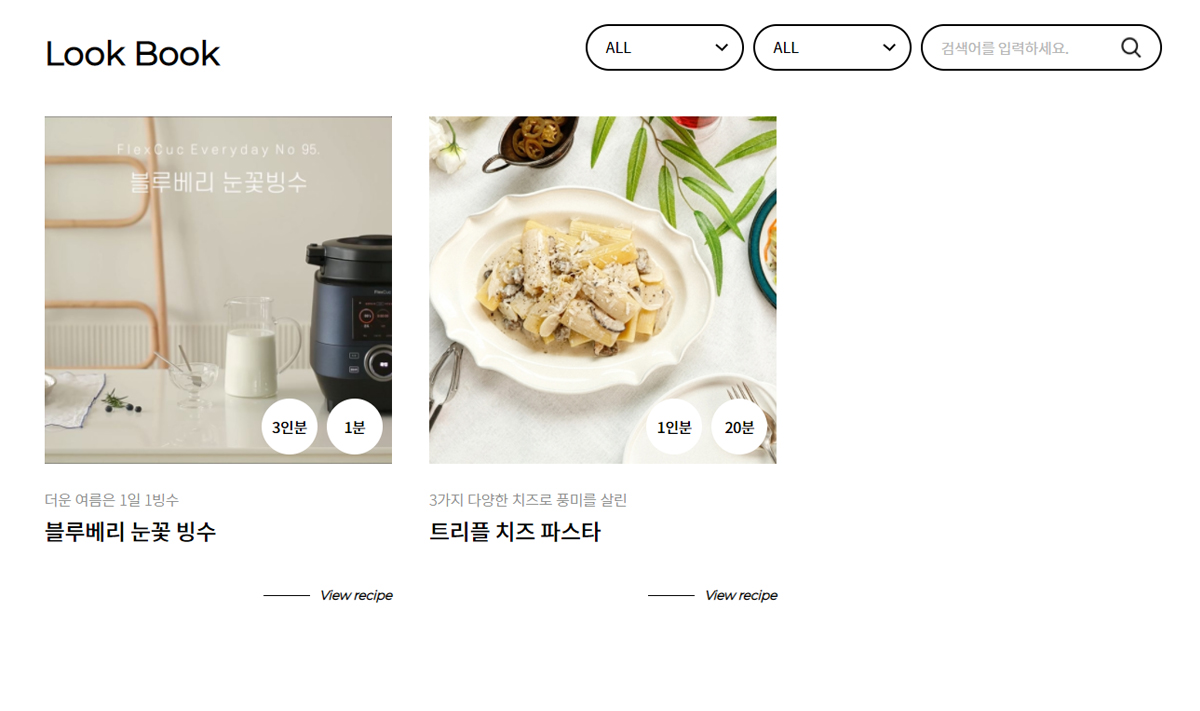 Look Book
ALL
ALL
검색어를 입력하세요.
FlexCuc Everyday No 95.
블루베리 눈꽃빙수
3인분
1분
1인분
20분
더운 여름은 1일 1빙수
블루베리 눈꽃 빙수
View recipe
3가지 다양한 치즈로 풍미를 살린
트리플 치즈 파스타
View recipe